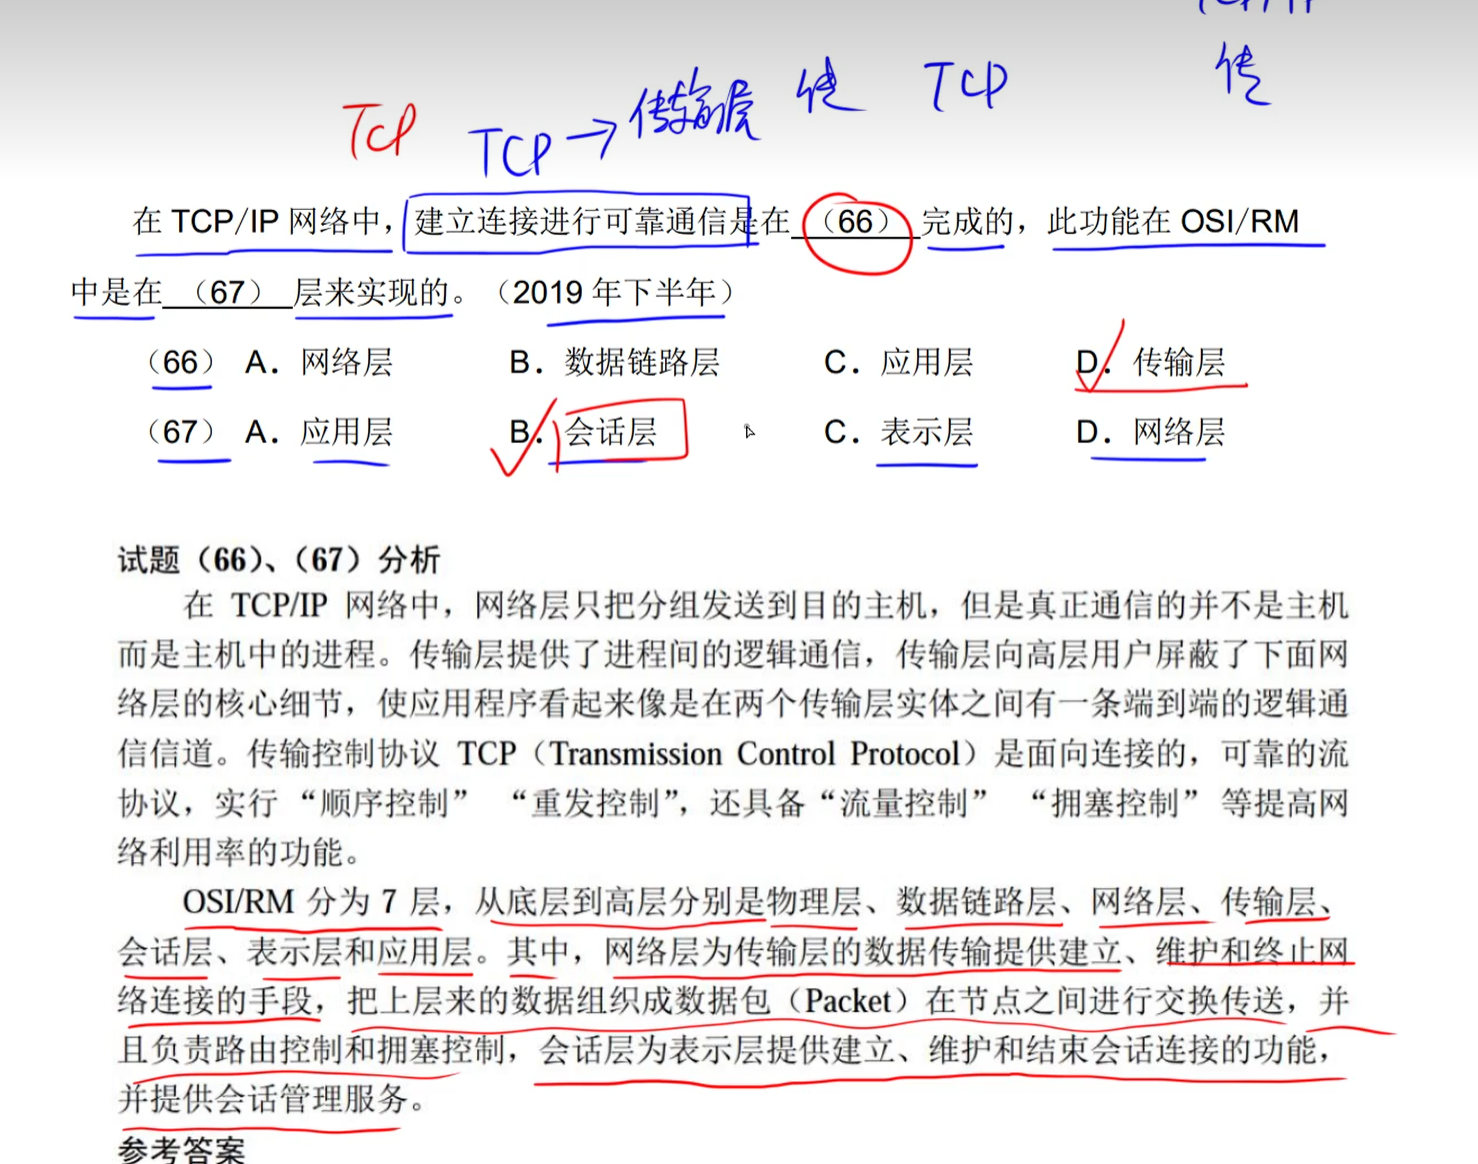 传
TCP
TCP → 传输层
传
TCP
在 TCP/IP 网络中，建立连接进行可靠通信是在（66）完成的，此功能在 OSI/RM
中是在（67）层来实现的。（2019 年下半年）
（66） A．网络层 B．数据链路层 C．应用层 D．传输层
（67） A．应用层 B．会话层 C．表示层 D．网络层
试题（66）、（67）分析
在 TCP/IP 网络中，网络层只把分组发送到目的主机，但是真正通信的并不是主机
而是主机中的进程。传输层提供了进程间的逻辑通信，传输层向高层用户屏蔽了下面网
络层的核心细节，使应用程序看起来像是在两个传输层实体之间有一条端到端的逻辑通
信信道。传输控制协议 TCP（Transmission Control Protocol）是面向连接的，可靠的流
协议，实行“顺序控制”“重发控制”，还具备“流量控制”“拥塞控制”等提高网
络利用率的功能。
OSI/RM 分为 7 层，从底层到高层分别是物理层、数据链路层、网络层、传输层、
会话层、表示层和应用层。其中，网络层为传输层的数据传输提供建立、维护和终止网
络连接的手段，把上层来的数据组织成数据包（Packet）在节点之间进行交换传送，并
且负责路由控制和拥塞控制，会话层为表示层提供建立、维护和结束会话连接的功能，
并提供会话管理服务。
参考答案